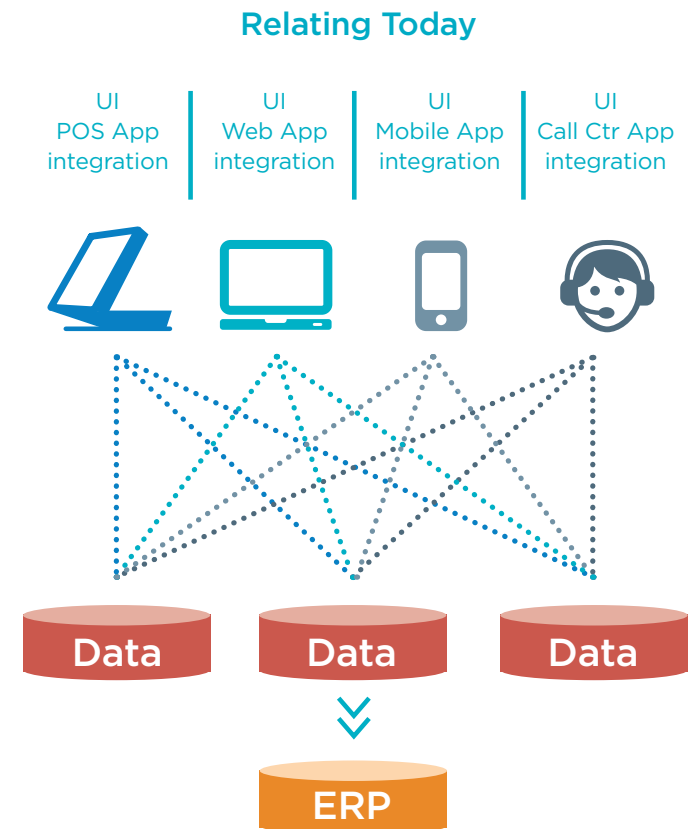 Relating Today
UI
POS App
integration
UI
Web App
integration
UI
Mobile App
integration
UI
Call Ctr App
integration
Data
Data
Data
ERP